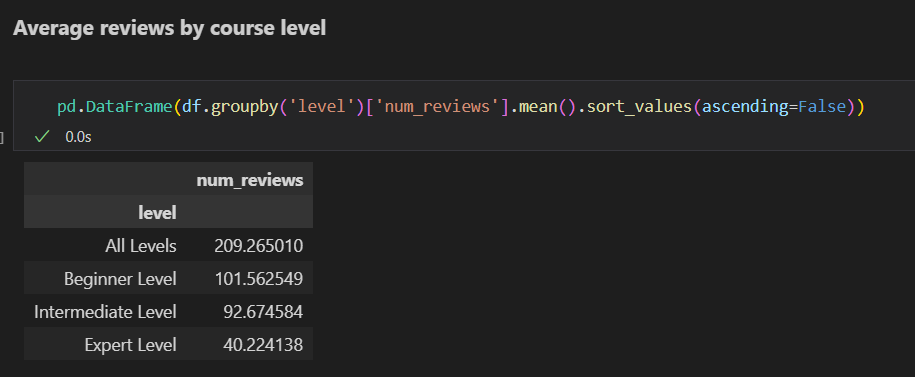 Average reviews by course level
pd.DataFrame(df.groupby('level')['num_reviews'].mean().sort_values(ascending=False))
] ✓ 0.0s
num_reviews
level
All Levels 209.265010
Beginner Level 101.562549
Intermediate Level 92.674584
Expert Level 40.224138